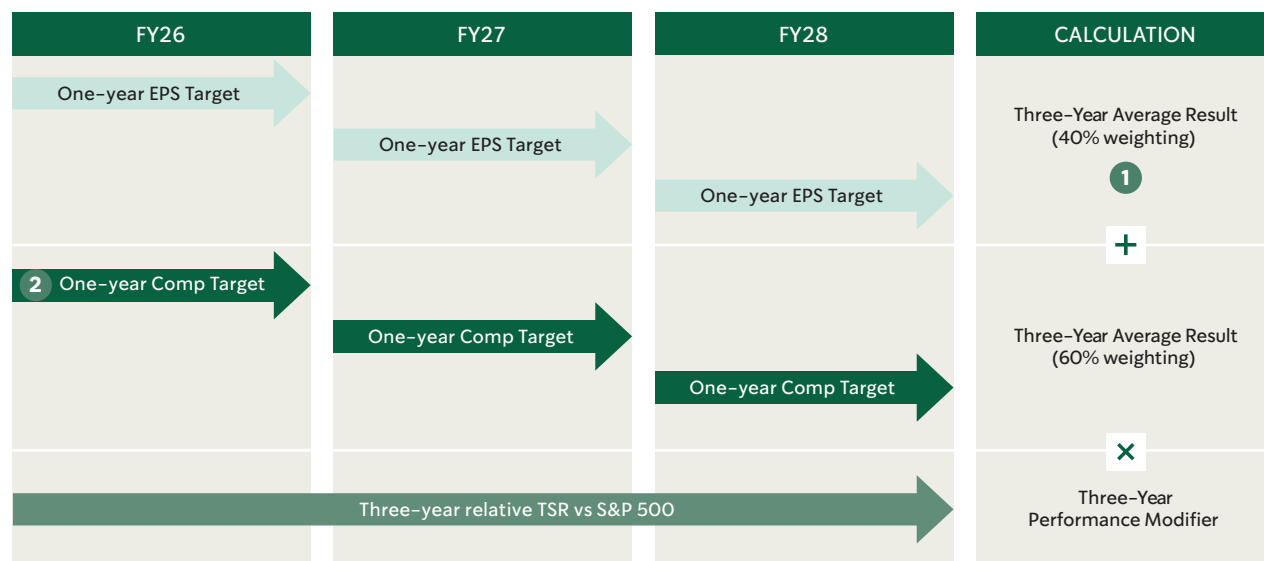 FY26
FY27
FY28
CALCULATION
One-year EPS Target
One-year EPS Target
One-year EPS Target
Three-Year Average Result
(40% weighting)
1
+
2 One-year Comp Target
One-year Comp Target
One-year Comp Target
Three-Year Average Result
(60% weighting)
×
Three-year relative TSR vs S&P 500
Three-Year
Performance Modifier